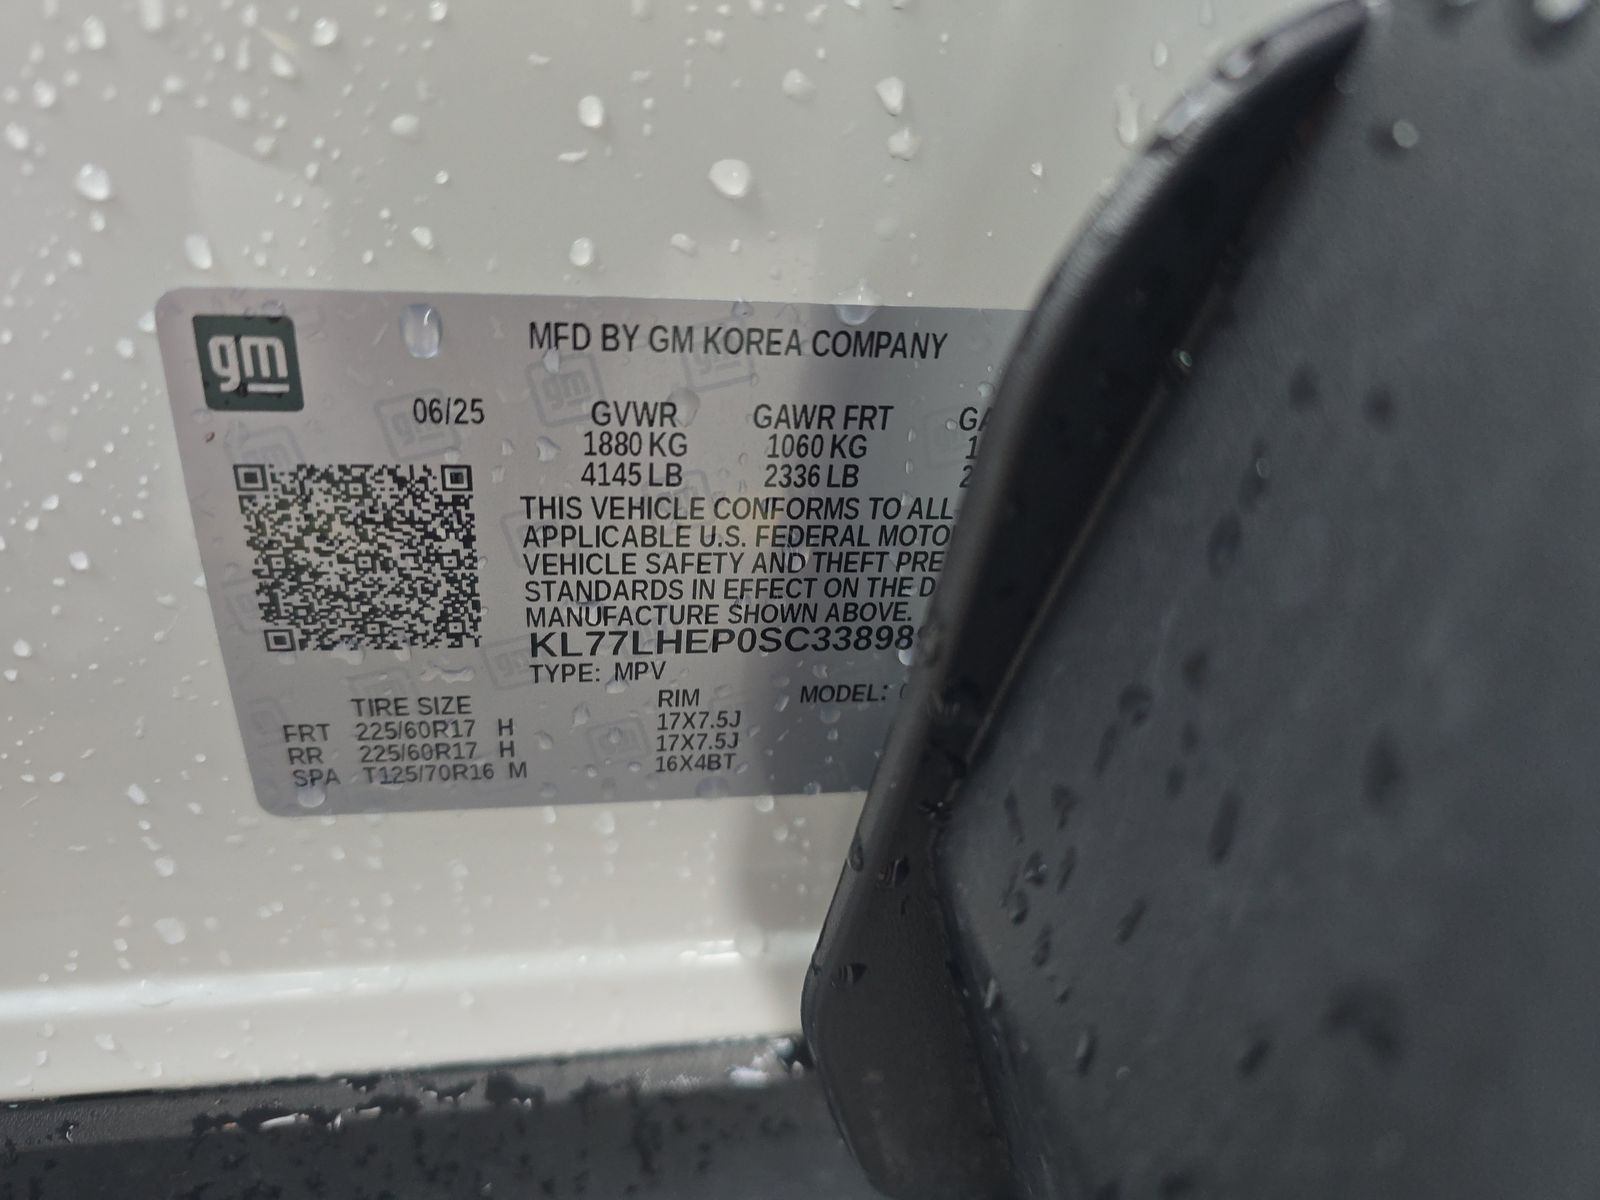 gm
MFD BY GM KOREA COMPANY
06/25 GVWR GAWR FRT GA
1880 KG 1060 KG 1
4145 LB 2336 LB 2
THIS VEHICLE CONFORMS TO ALL
APPLICABLE U.S. FEDERAL MOTO
VEHICLE SAFETY AND THEFT PRE
STANDARDS IN EFFECT ON THE D
MANUFACTURE SHOWN ABOVE.
KL77LHEP0SC33898
TYPE: MPV
TIRE SIZE RIM MODEL:
FRT 225/60R17 H 17X7.5J
RR 225/60R17 H 17X7.5J
SPA T125/70R16 M 16X4BT